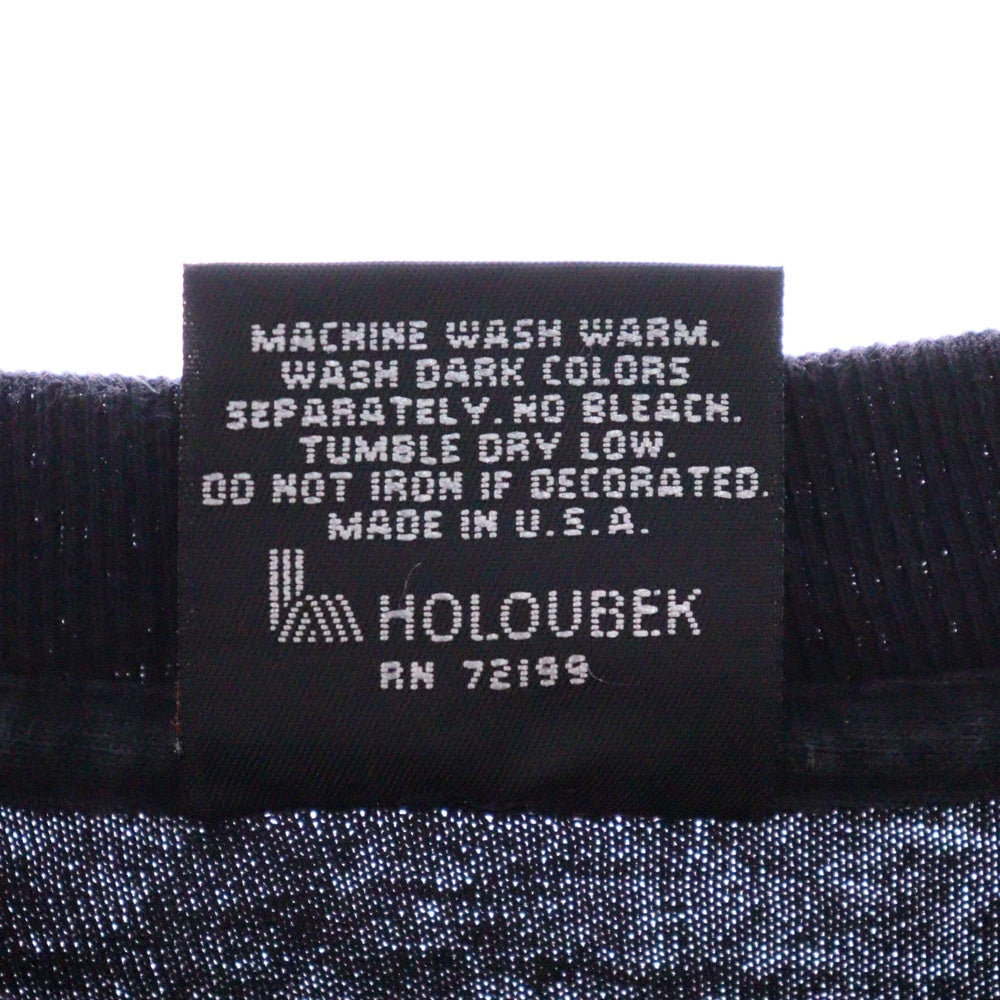 MACHINE WASH WARM.
WASH DARK COLORS
SEPARATELY. NO BLEACH.
TUMBLE DRY LOW.
DO NOT IRON IF DECORATED.
MADE IN U.S.A.
HOLOUBEK
RN 72199